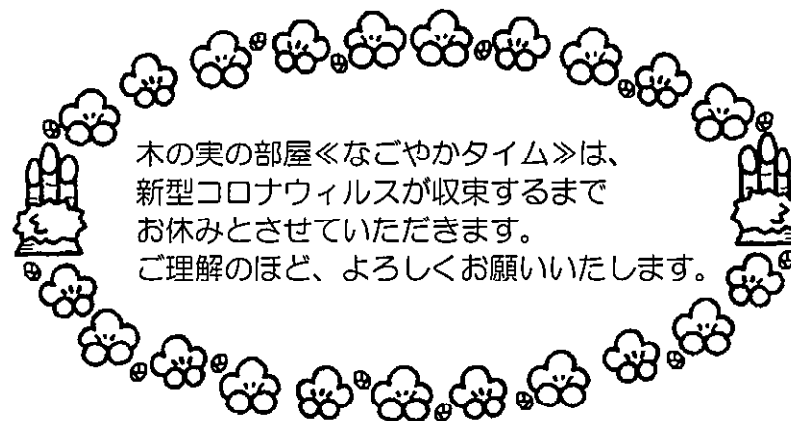 木の実の部屋≪なごやかタイム≫は、
新型コロナウィルスが収束するまで
お休みとさせていただきます。
ご理解のほど、よろしくお願いいたします。